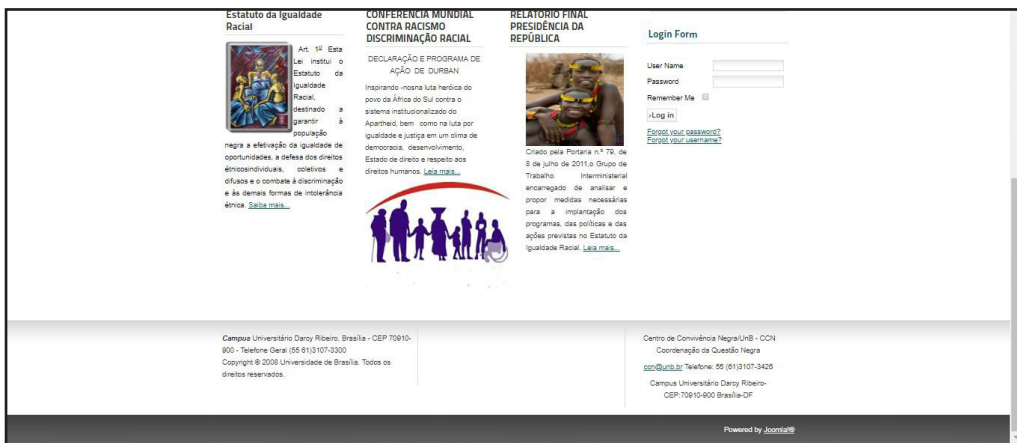 Estatuto da Igualdade
Racial
Art. 1º Esta
Lei institui o
Estatuto da
Igualdade
Racial,
destinado a
garantir à
população
negra a efetivação da igualdade de
oportunidades, a defesa dos direitos
étnicosindividuais, coletivos e
difusos e o combate à discriminação
e às demais formas de intolerância
étnica. Saiba mais...
CONFERÊNCIA MUNDIAL
CONTRA RACISMO
DISCRIMINAÇÃO RACIAL
DECLARAÇÃO E PROGRAMA DE
AÇÃO DE DURBAN
Inspirando -nosna luta heróica do
povo da África do Sul contra o
sistema institucionalizado do
Apartheid, bem como na luta por
igualdade e justiça em um clima de
democracia, desenvolvimento,
Estado de direito e respeito aos
direitos humanos. Leia mais...
RELATÓRIO FINAL
PRESIDÊNCIA DA
REPÚBLICA
Criado pela Portaria n.º 79, de
8 de julho de 2011,o Grupo de
Trabalho Interministerial
encarregado de analisar e
propor medidas necessárias
para a implantação dos
programas, das políticas e das
ações previstas no Estatuto da
Igualdade Racial. Leia mais...
Login Form
User Name
Password
Remember Me
Log in
Forgot your password?
Forgot your username?
Campus Universitário Darcy Ribeiro, Brasília - CEP 70910-
900 - Telefone Geral (55 61)3107-3300
Copyright © 2008 Universidade de Brasília. Todos os
direitos reservados.
Centro de Convivência Negra/UnB - CCN
Coordenação da Questão Negra
ccn@unb.br Telefone: 55 (61)3107-3426
Campus Universitário Darcy Ribeiro-
CEP:70910-900 Brasília-DF
Powered by Joomla!®